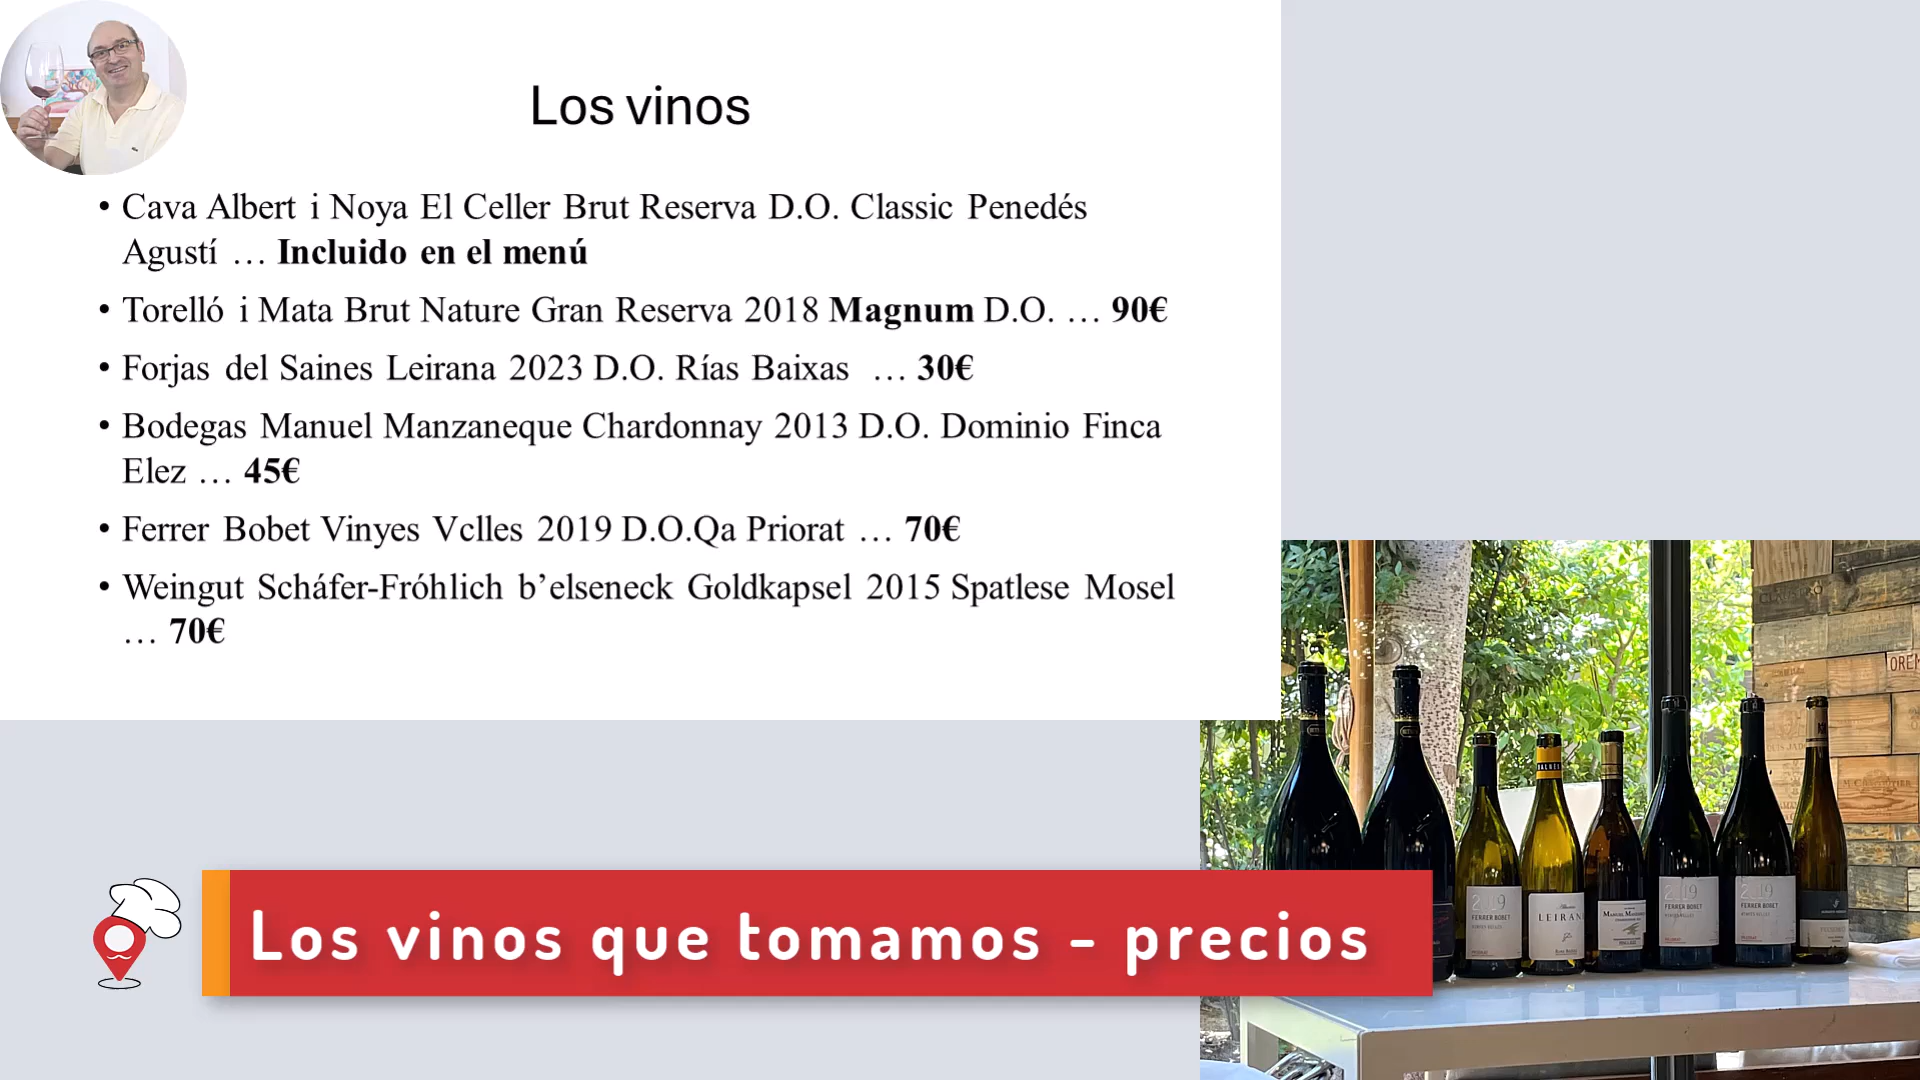 Los vinos
• Cava Albert i Noya El Celler Brut Reserva D.O. Classic Penedés
Agustí … Incluido en el menú
• Torelló i Mata Brut Nature Gran Reserva 2018 Magnum D.O. … 90€
• Forjas del Saines Leirana 2023 D.O. Rías Baixas … 30€
• Bodegas Manuel Manzaneque Chardonnay 2013 D.O. Dominio Finca
Elez … 45€
• Ferrer Bobet Vinyes Vclles 2019 D.O.Qa Priorat … 70€
• Weingut Scháfer-Fróhlich b’elseneck Goldkapsel 2015 Spatlese Mosel
… 70€
OREM
2019
FERRER BOBET
LEIRAN
2019
FERRER BOBET
2019
FERRER BOBET
Los vinos que tomamos - precios